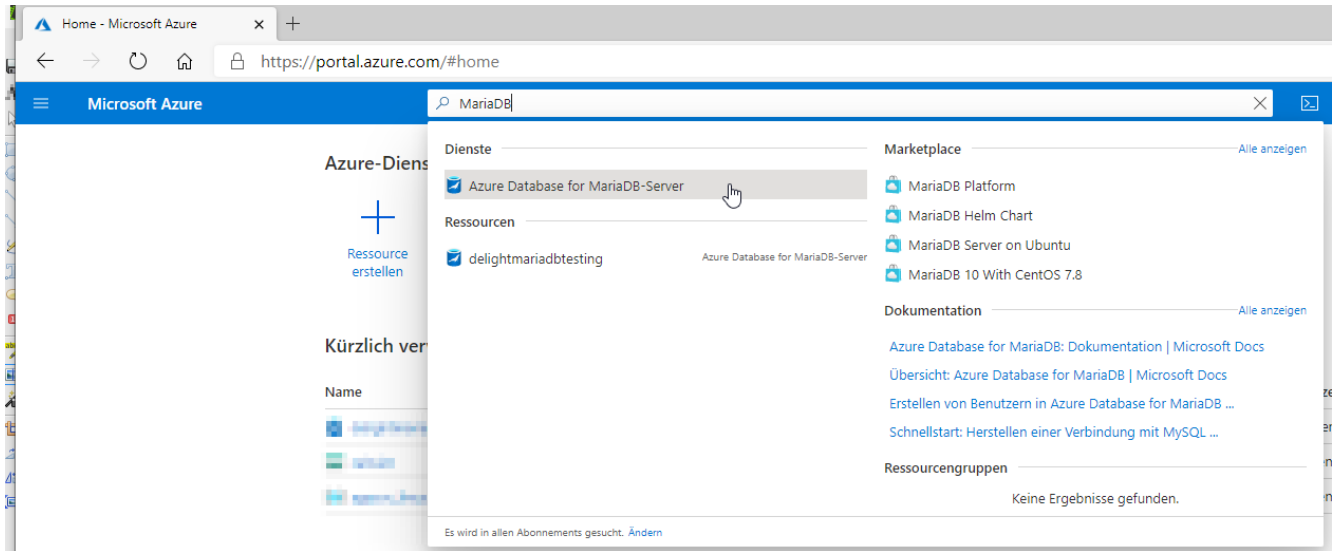 Home - Microsoft Azure
https://portal.azure.com/#home
Microsoft Azure
MariaDB
Azure-Diens
Ressource
erstellen
Kürzlich ver
Name
Dienste
Azure Database for MariaDB-Server
Ressourcen
delightmariadbtesting Azure Database for MariaDB-Server
Marketplace Alle anzeigen
MariaDB Platform
MariaDB Helm Chart
MariaDB Server on Ubuntu
MariaDB 10 With CentOS 7.8
Dokumentation Alle anzeigen
Azure Database for MariaDB: Dokumentation | Microsoft Docs
Übersicht: Azure Database for MariaDB | Microsoft Docs
Erstellen von Benutzern in Azure Database for MariaDB ...
Schnellstart: Herstellen einer Verbindung mit MySQL ...
Ressourcengruppen
Keine Ergebnisse gefunden.
Es wird in allen Abonnements gesucht. Ändern